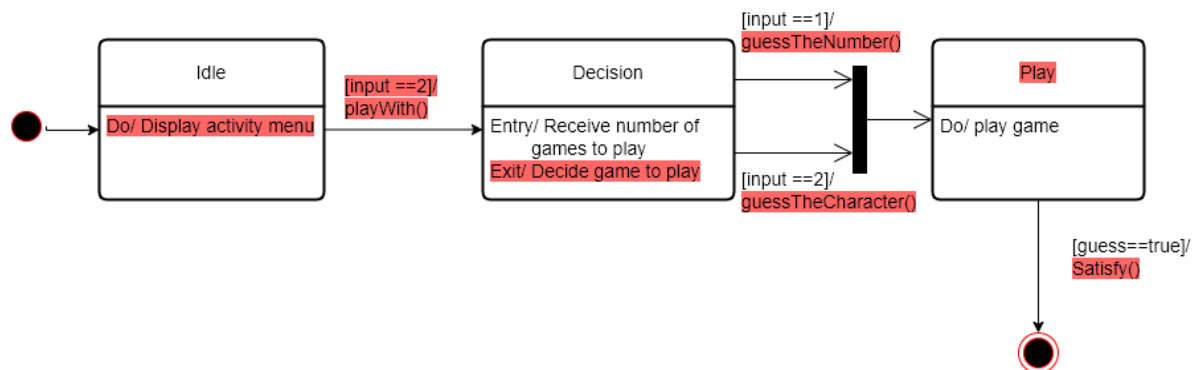 Idle
Do/ Display activity menu
[input ==2]/
playWith()
Decision
Entry/ Receive number of
games to play
Exit/ Decide game to play
[input ==1]/
guessTheNumber()
[input ==2]/
guessTheCharacter()
Play
Do/ play game
[guess==true]/
Satisfy()